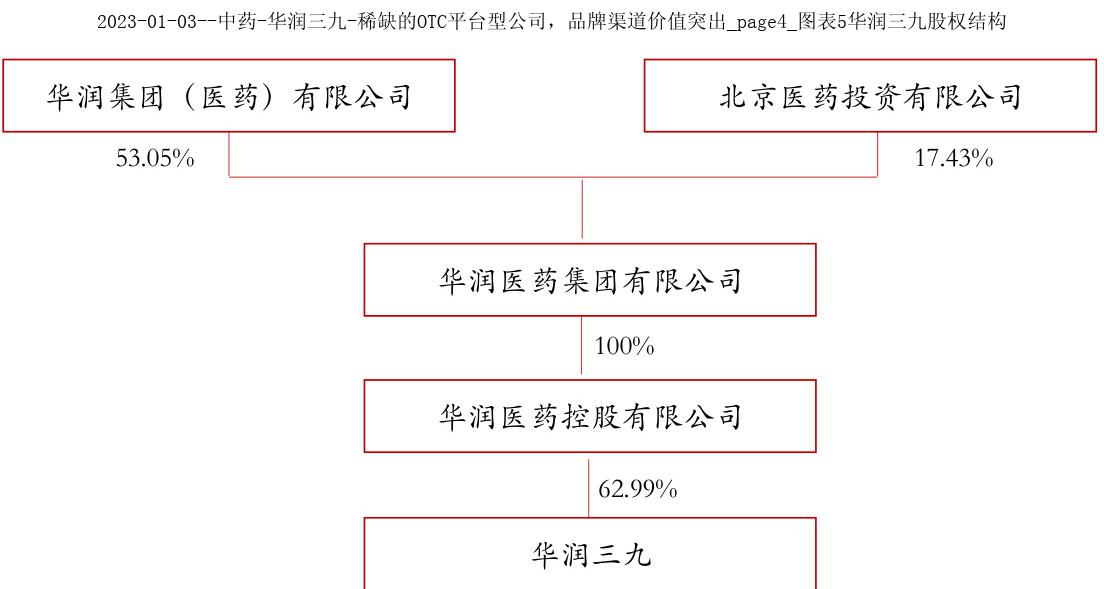 2023-01-03--中药-华润三九-稀缺的OTC平台型公司，品牌渠道价值突出_page4_图表5华润三九股权结构
华润集团（医药）有限公司
北京医药投资有限公司
53.05%
17.43%
华润医药集团有限公司
100%
华润医药控股有限公司
62.99%
华润三九